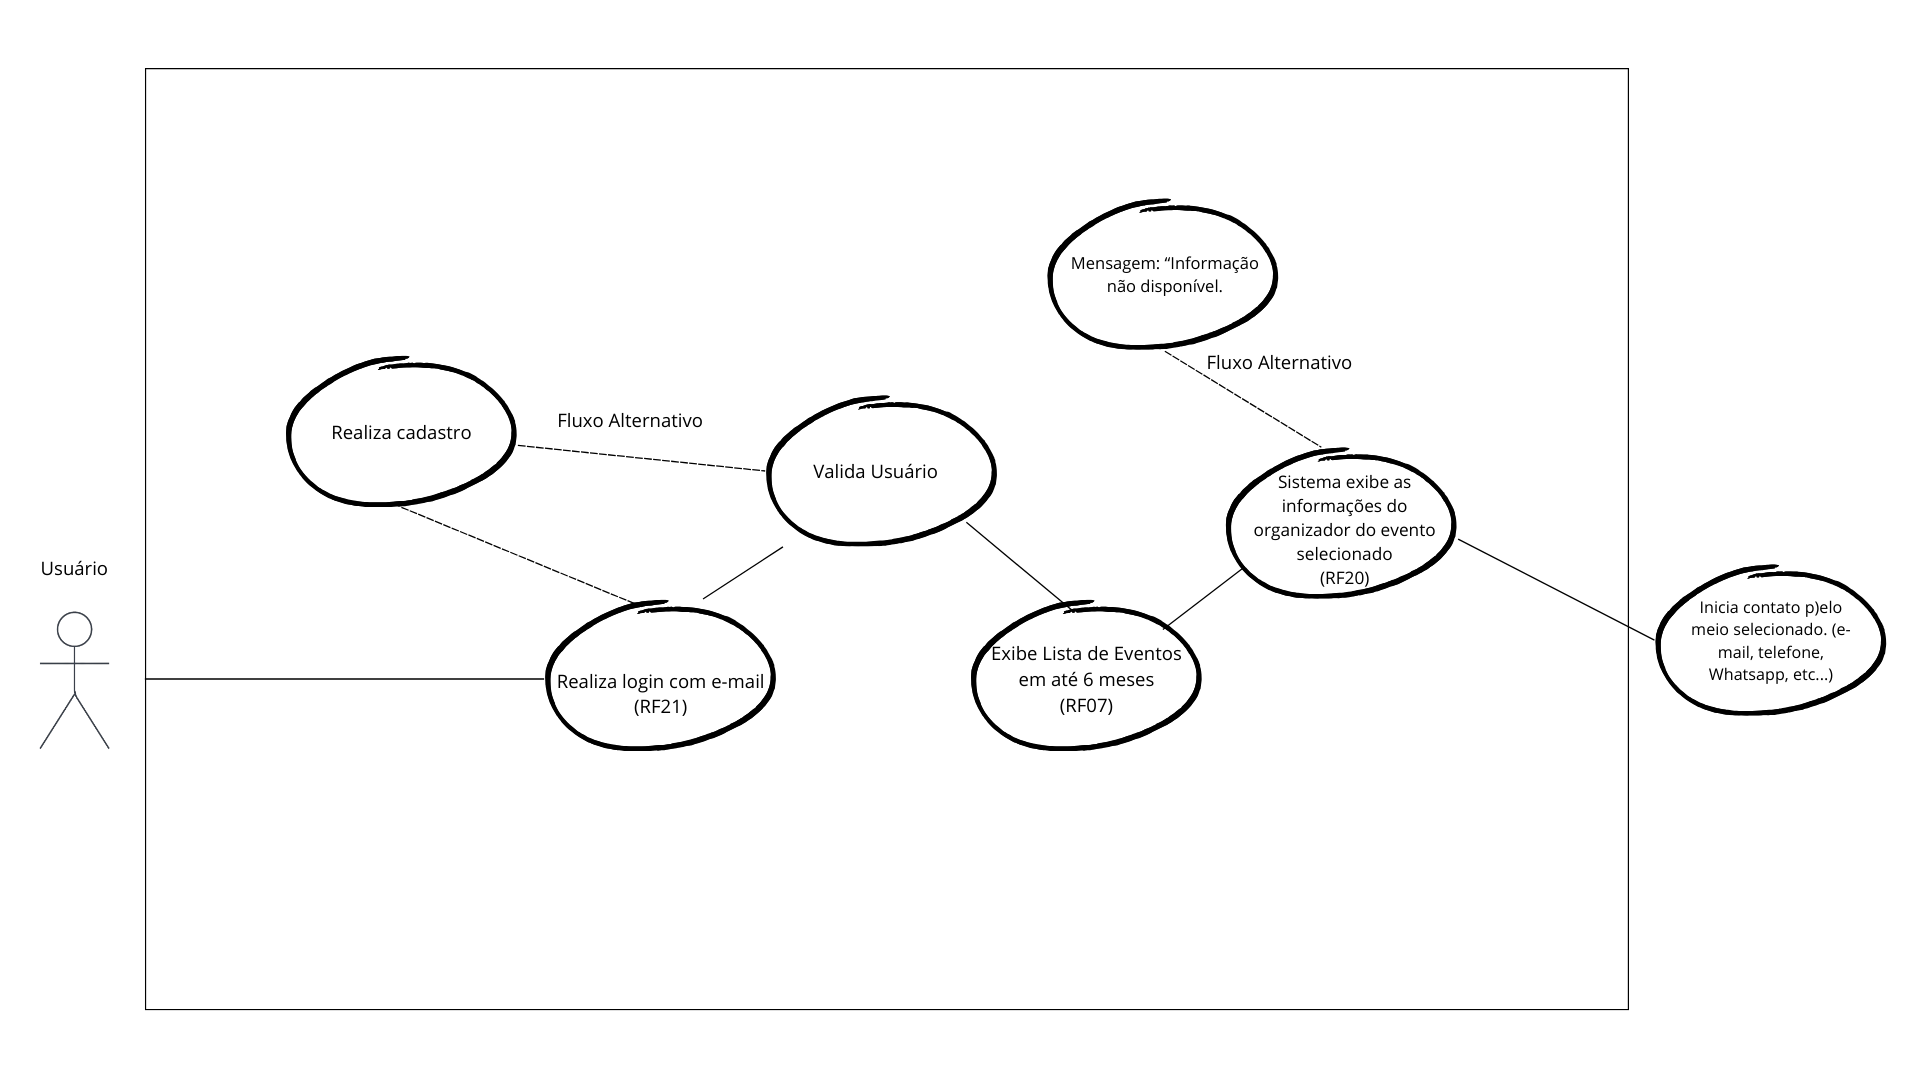 Mensagem: “Informação
não disponível.
Fluxo Alternativo
Realiza cadastro
Fluxo Alternativo
Valida Usuário
Sistema exibe as
informações do
organizador do evento
selecionado
(RF20)
Usuário
Inicia contato p)elo
meio selecionado. (e-
mail, telefone,
Whatsapp, etc...)
Realiza login com e-mail
(RF21)
Exibe Lista de Eventos
em até 6 meses
(RF07)